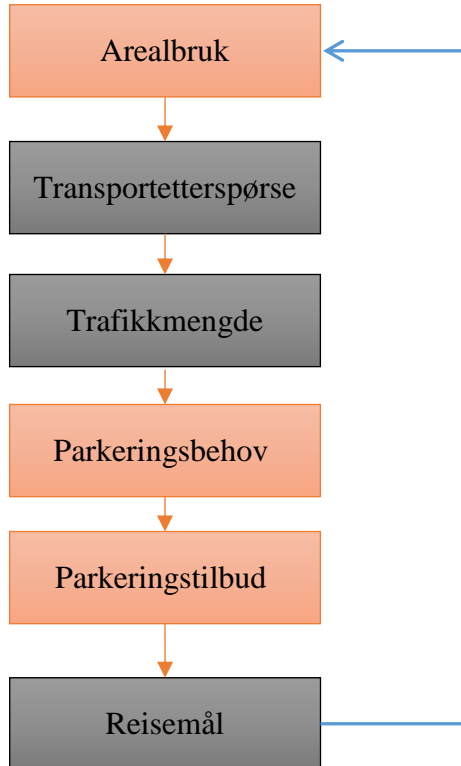 Arealbruk
Transportetterspørse
Trafikkmengde
Parkeringsbehov
Parkeringstilbud
Reisemål